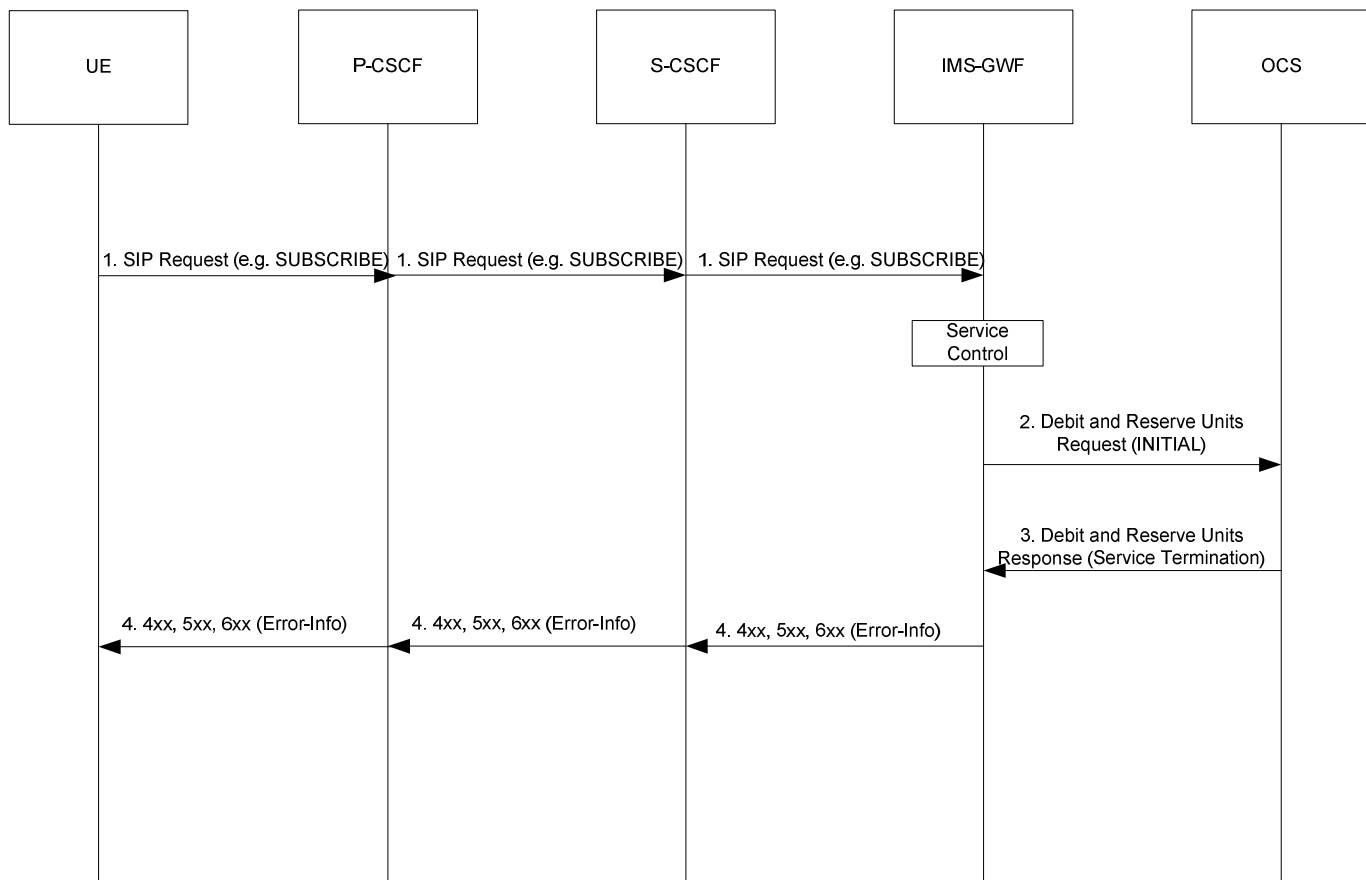 UE
P-CSCF
S-CSCF
IMS-GWF
OCS
1. SIP Request (e.g. SUBSCRIBE)
1. SIP Request (e.g. SUBSCRIBE)
1. SIP Request (e.g. SUBSCRIBE)
Service
Control
2. Debit and Reserve Units
Request (INITIAL)
3. Debit and Reserve Units
Response (Service Termination)
4. 4xx, 5xx, 6xx (Error-Info)
4. 4xx, 5xx, 6xx (Error-Info)
4. 4xx, 5xx, 6xx (Error-Info)